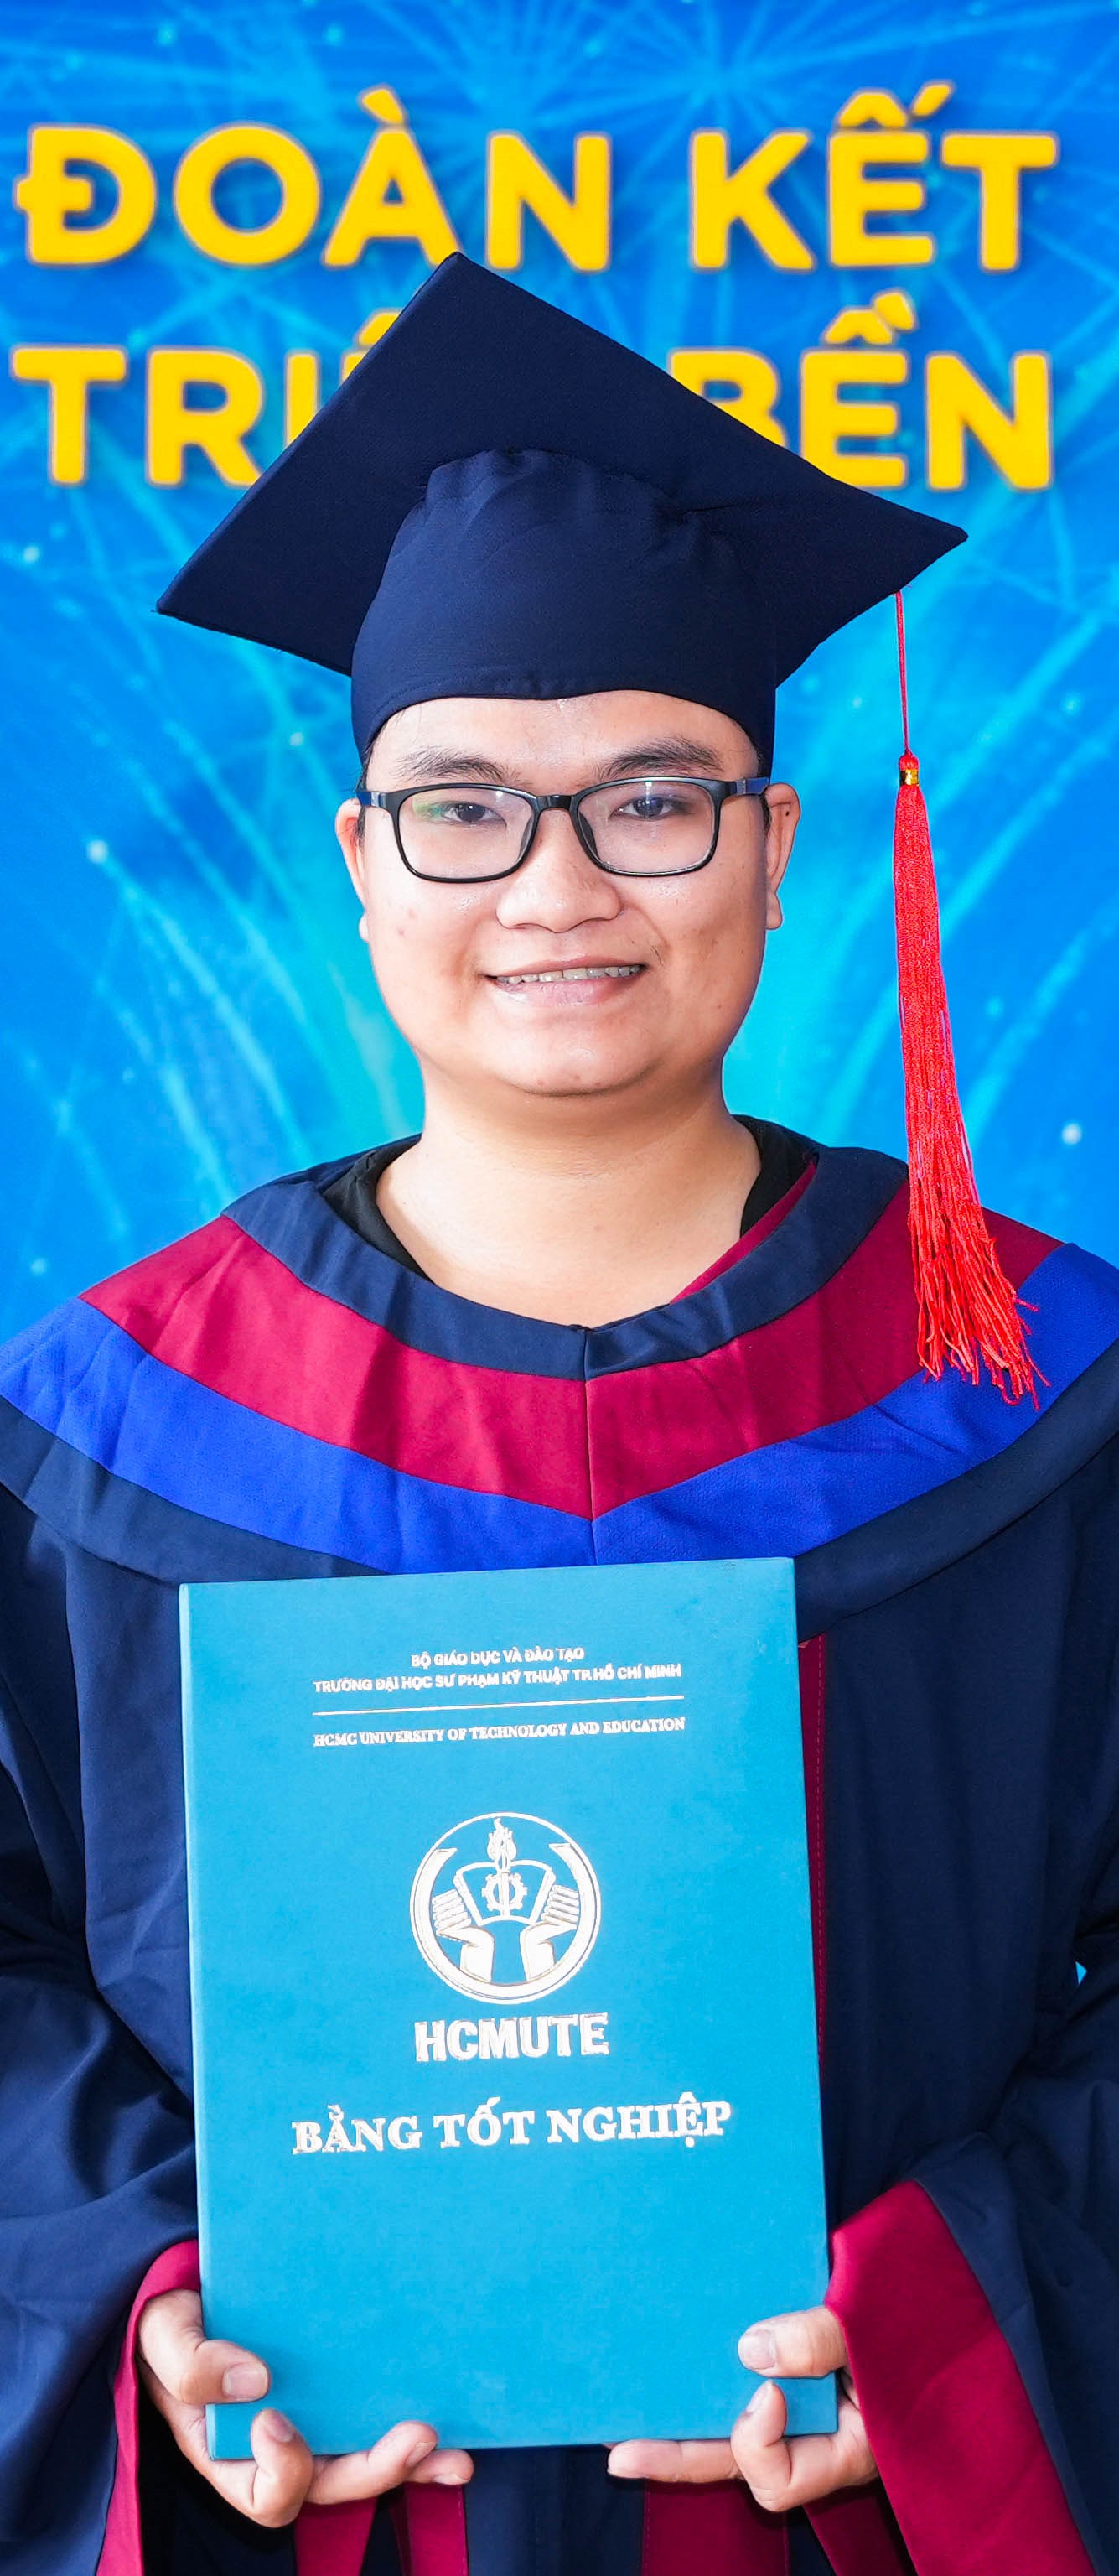 ĐOÀN KẾT
BỀN
BỘ GIÁO DỤC VÀ ĐÀO TẠO
TRƯỜNG ĐẠI HỌC SƯ PHẠM KỸ THUẬT TP. HỒ CHÍ MINH
HCMC UNIVERSITY OF TECHNOLOGY AND EDUCATION
HCMUTE
BẰNG TỐT NGHIỆP